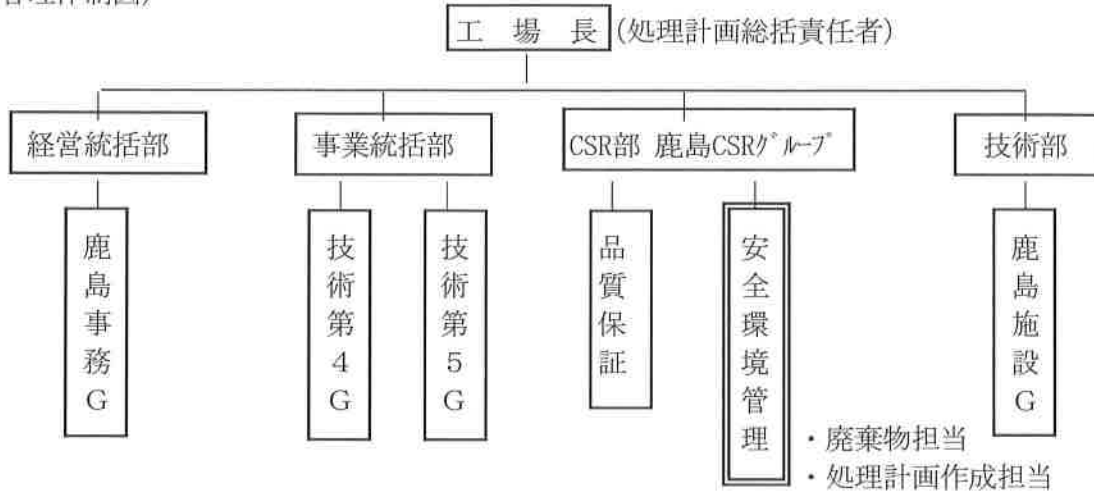 管理体制図)
工場長 (処理計画総括責任者)
経営統括部
事業統括部
CSR部 鹿島CSRグループ
技術部
鹿島事務G
技術第4G
技術第5G
品質保証
安全環境管理
鹿島施設G
・廃棄物担当
・処理計画作成担当